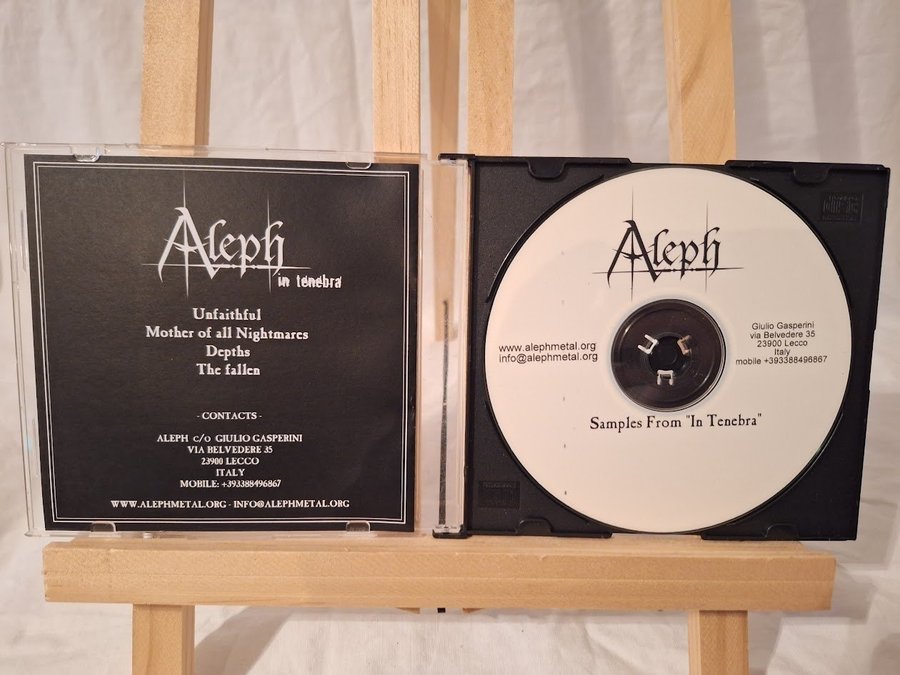 Aleph
in tenebra
Unfaithful
Mother of all Nightmares
Depths
The fallen
- CONTACTS -
ALEPH c/o GIULIO GASPERINI
VIA BELVEDERE 35
23900 LECCO
ITALY
MOBILE: +393388496867
WWW.ALEPHMETAL.ORG - INFO@ALEPHMETAL.ORG
Aleph
www.alephmetal.org
info@alephmetal.org
Giulio Gasperini
via Belvedere 35
23900 Lecco
Italy
mobile +393388496867
Samples From "In Tenebra"